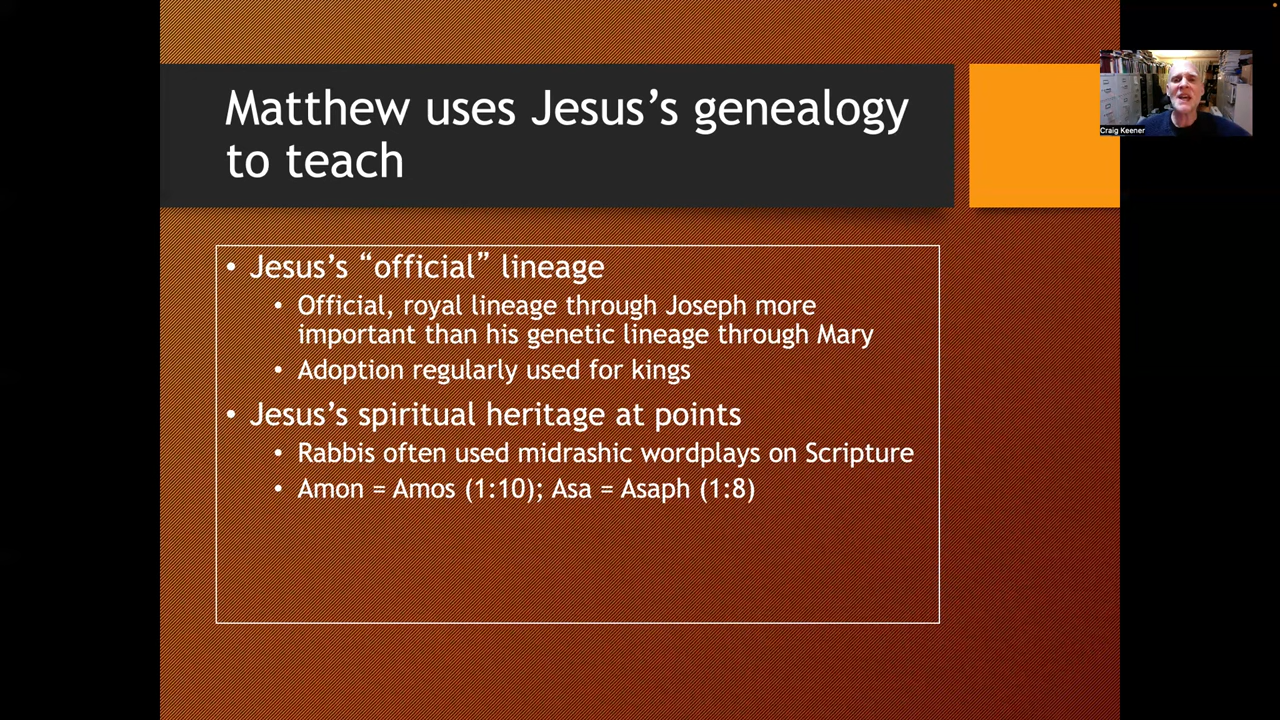 Matthew uses Jesus’s genealogy
to teach
• Jesus’s “official” lineage
• Official, royal lineage through Joseph more
important than his genetic lineage through Mary
• Adoption regularly used for kings
• Jesus’s spiritual heritage at points
• Rabbis often used midrashic wordplays on Scripture
• Amon = Amos (1:10); Asa = Asaph (1:8)
Craig Keener